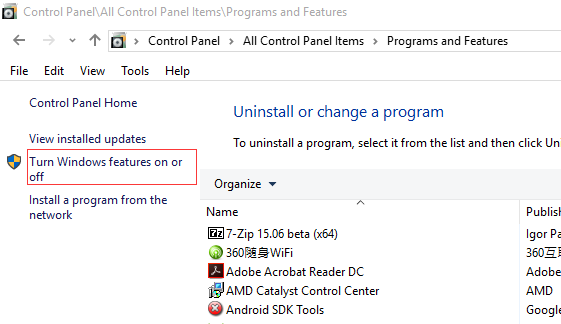 Control Panel\All Control Panel Items\Programs and Features
Control Panel > All Control Panel Items > Programs and Features
File Edit View Tools Help
Control Panel Home
View installed updates
Turn Windows features on or
off
Install a program from the
network
Uninstall or change a program
To uninstall a program, select it from the list and then click Uni
Organize
Name Publish
7-Zip 15.06 beta (x64) Igor Pa
360隨身WiFi 360互
Adobe Acrobat Reader DC Adobe
AMD Catalyst Control Center AMD
Android SDK Tools Google